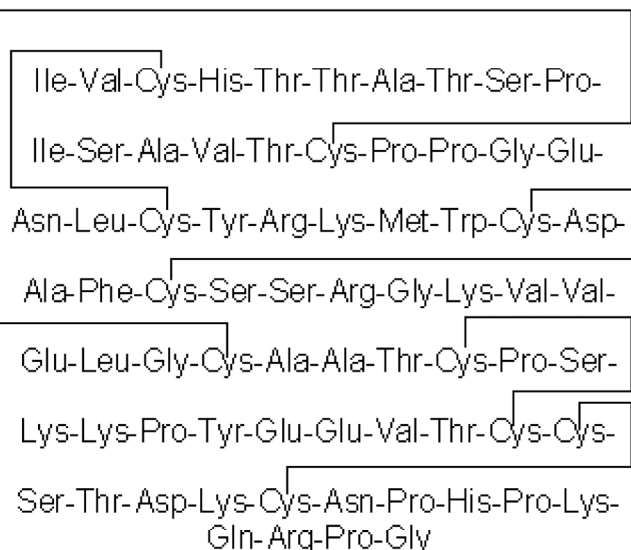 Ile-Val-Cys-His-Thr-Thr-Ala-Thr-Ser-Pro-
Ile-Ser-Ala-Val-Thr-Cys-Pro-Pro-Gly-Glu-
Asn-Leu-Cys-Tyr-Arg-Lys-Met-Trp-Cys-Asp-
Ala-Phe-Cys-Ser-Ser-Arg-Gly-Lys-Val-Val-
Glu-Leu-Gly-Cys-Ala-Ala-Thr-Cys-Pro-Ser-
Lys-Lys-Pro-Tyr-Glu-Glu-Val-Thr-Cys-Cys-
Ser-Thr-Asp-Lys-Cys-Asn-Pro-His-Pro-Lys-
Gln-Arg-Pro-Gly